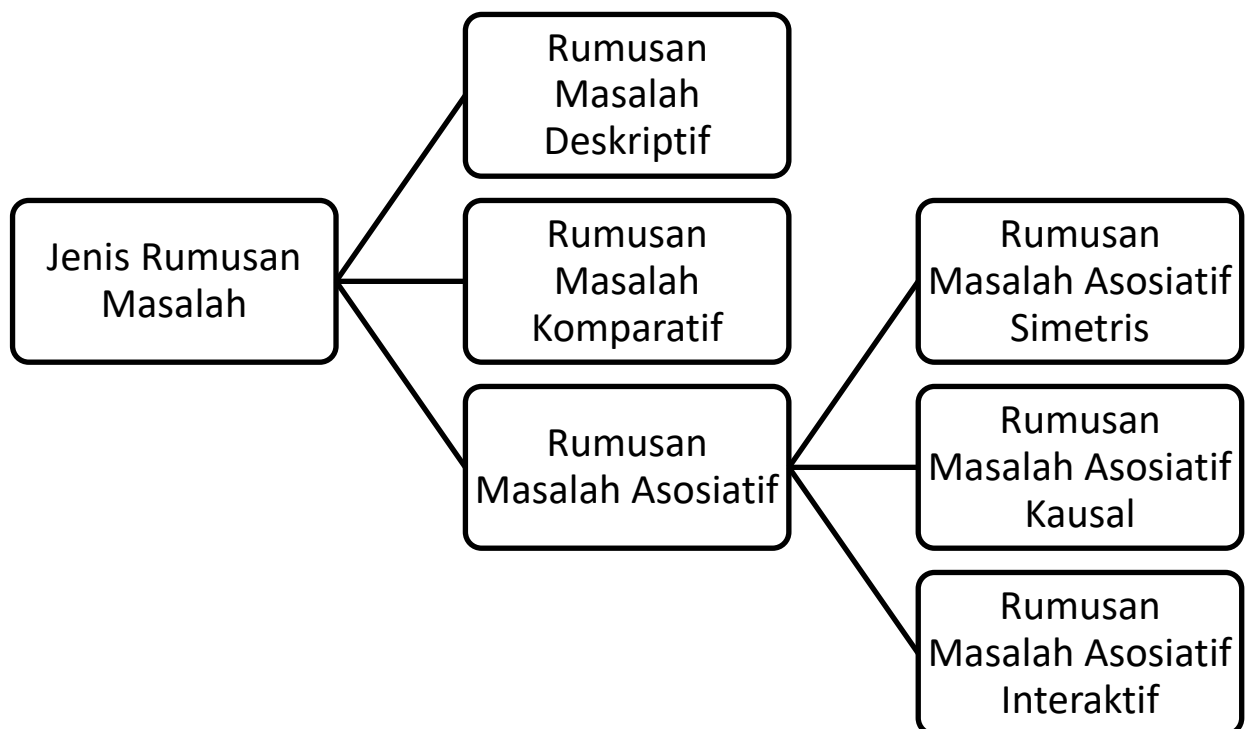 Jenis Rumusan
Masalah
Rumusan
Masalah
Deskriptif
Rumusan
Masalah
Komparatif
Rumusan
Masalah Asosiatif
Rumusan
Masalah Asosiatif
Simetris
Rumusan
Masalah Asosiatif
Kausal
Rumusan
Masalah Asosiatif
Interaktif